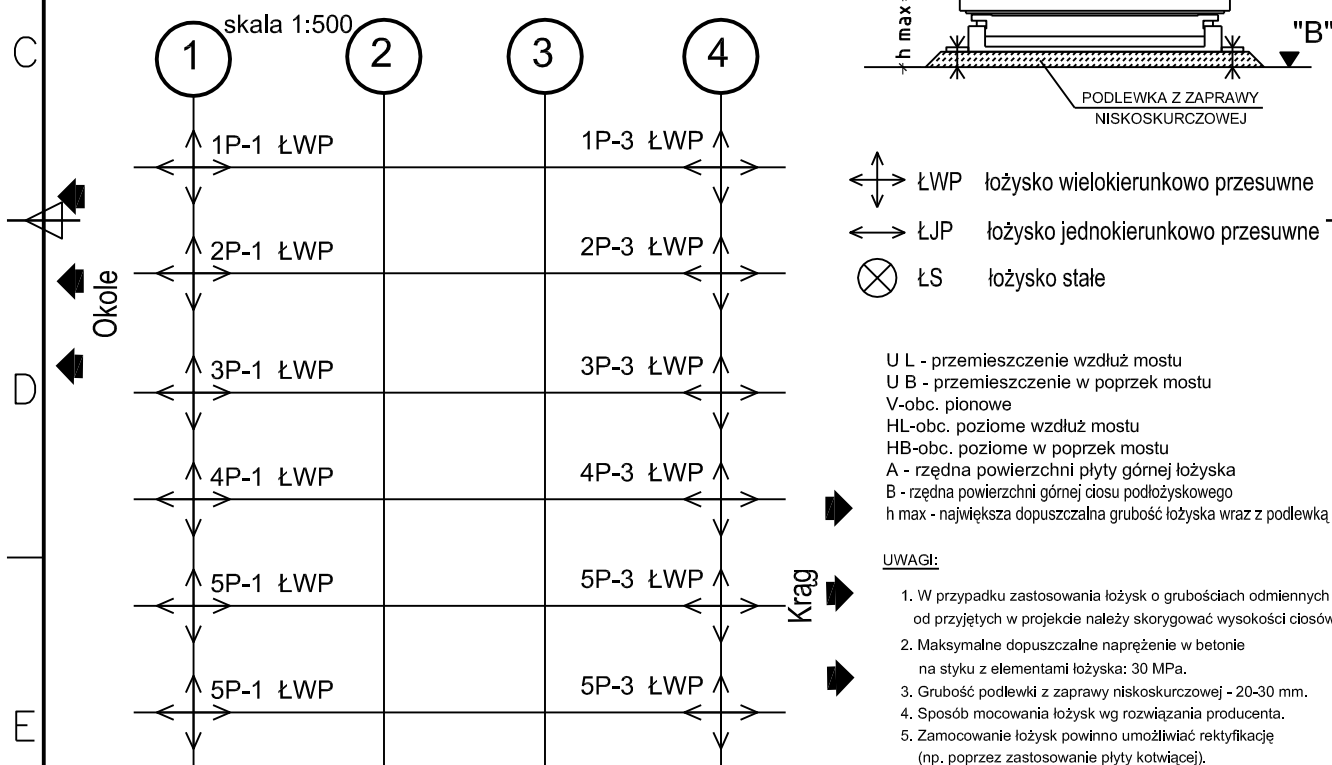 C
D
E
skala 1:500
1
2
3
4
1P-1 ŁWP
1P-3 ŁWP
2P-1 ŁWP
2P-3 ŁWP
3P-1 ŁWP
3P-3 ŁWP
4P-1 ŁWP
4P-3 ŁWP
5P-1 ŁWP
5P-3 ŁWP
5P-1 ŁWP
5P-3 ŁWP
Okole
Krąg
h max
"B"
PODLEWKA Z ZAPRAWY
NISKOSKURCZOWEJ
ŁWP łożysko wielokierunkowo przesuwne
ŁJP łożysko jednokierunkowo przesuwne
ŁS łożysko stałe
U L - przemieszczenie wzdłuż mostu
U B - przemieszczenie w poprzek mostu
V-obc. pionowe
HL-obc. poziome wzdłuż mostu
HB-obc. poziome w poprzek mostu
A - rzędna powierzchni płyty górnej łożyska
B - rzędna powierzchni górnej ciosu podłożyskowego
h max - największa dopuszczalna grubość łożyska wraz z podlewką
UWAGI:
1. W przypadku zastosowania łożysk o grubościach odmiennych
od przyjętych w projekcie należy skorygować wysokości ciosów
2. Maksymalne dopuszczalne naprężenie w betonie
na styku z elementami łożyska: 30 MPa.
3. Grubość podlewki z zaprawy niskoskurczowej - 20-30 mm.
4. Sposób mocowania łożysk wg rozwiązania producenta.
5. Zamocowanie łożysk powinno umożliwiać rektyfikację
(np. poprzez zastosowanie płyty kotwiącej).